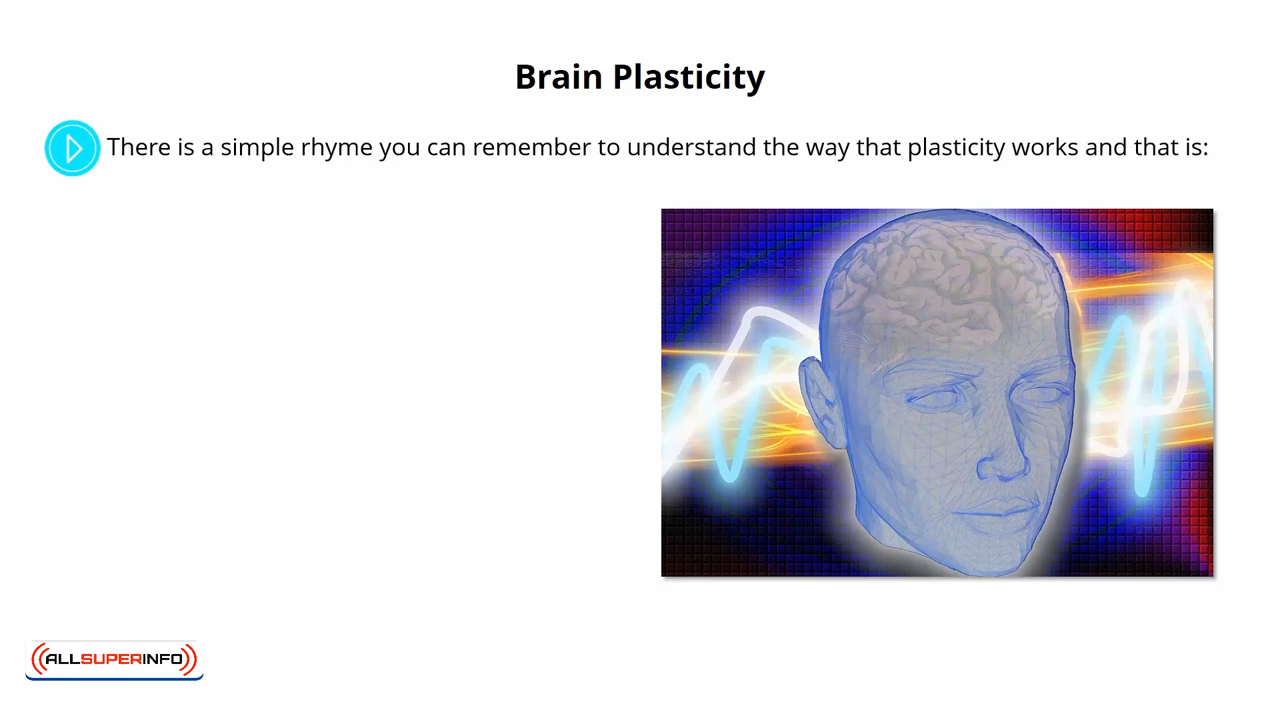 Brain Plasticity
There is a simple rhyme you can remember to understand the way that plasticity works and that is:
ALLSUPERINFO